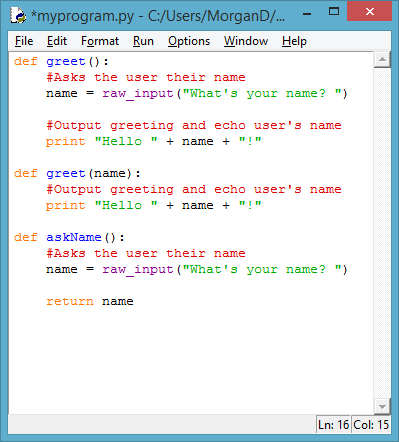 *myprogram.py - C:/Users/MorganD/...
File Edit Format Run Options Window Help
def greet():
    #Asks the user their name
    name = raw_input("What's your name? ")

    #Output greeting and echo user's name
    print "Hello " + name + "!"

def greet(name):
    #Output greeting and echo user's name
    print "Hello " + name + "!"

def askName():
    #Asks the user their name
    name = raw_input("What's your name? ")

    return name
Ln: 16 Col: 15